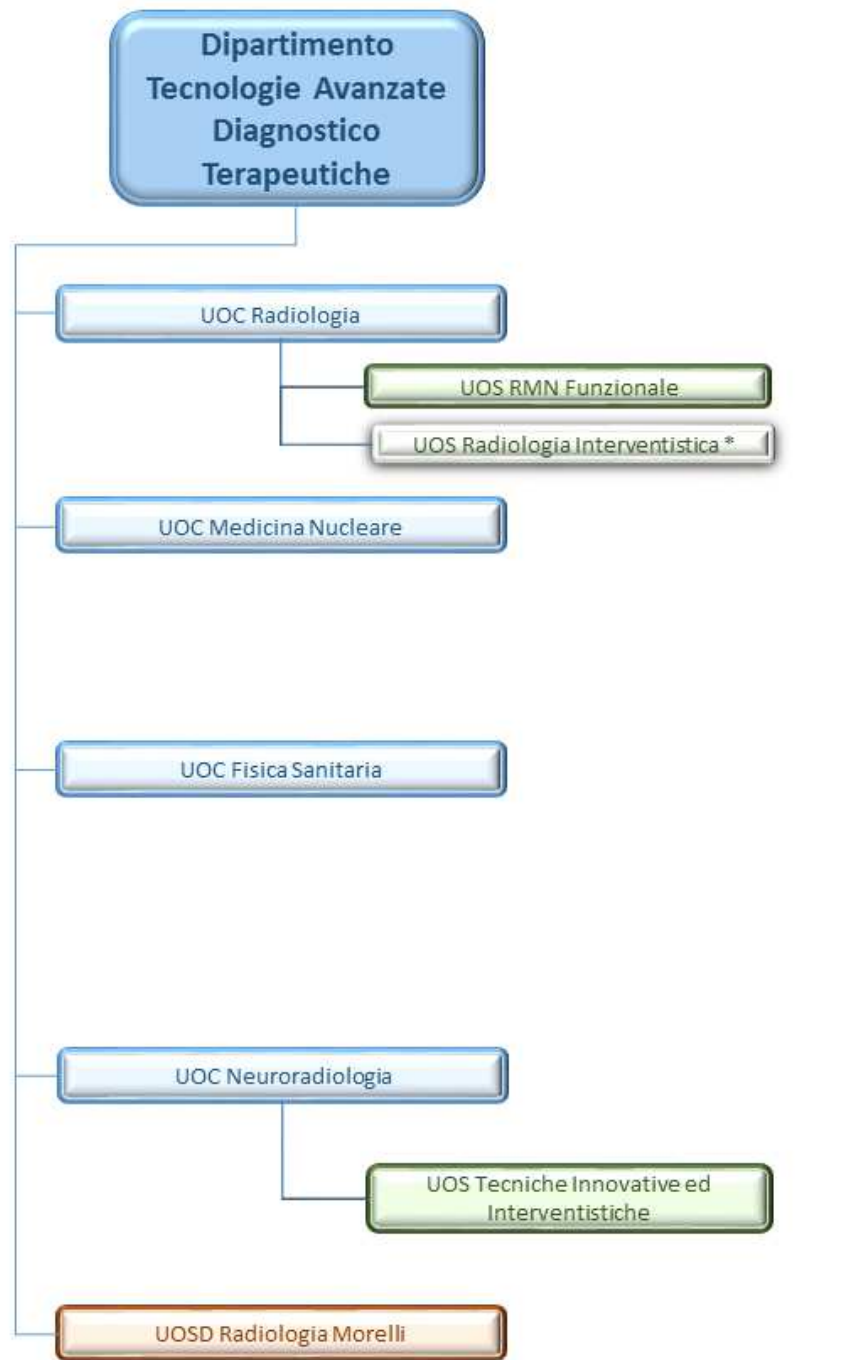 Dipartimento
Tecnologie Avanzate
Diagnostico
Terapeutiche
UOC Radiologia
UOS RMN Funzionale
UOS Radiologia Interventistica *
UOC Medicina Nucleare
UOC Fisica Sanitaria
UOC Neuroradiologia
UOS Tecniche Innovative ed
Interventistiche
UOSD Radiologia Morelli